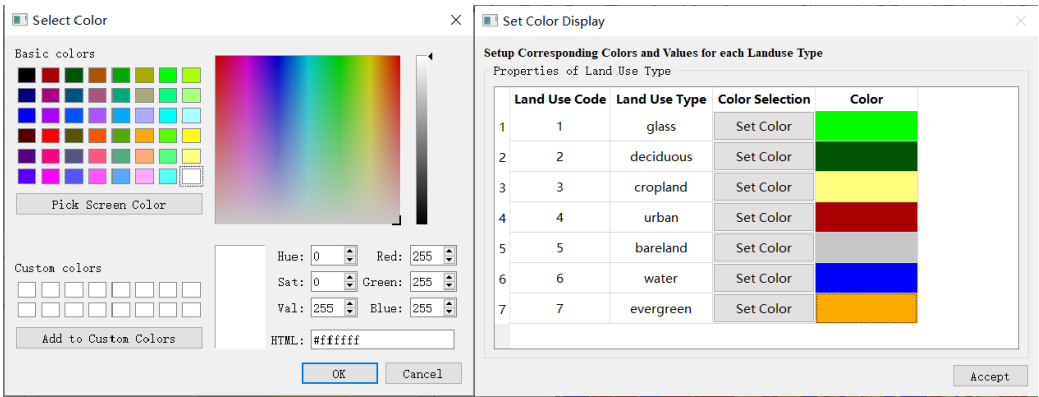 Select Color
Basic colors
Pick Screen Color
Custom colors
Add to Custom Colors
Hue: 0 Red: 255
Sat: 0 Green: 255
Val: 255 Blue: 255
HTML: #ffffff
OK Cancel
Set Color Display
Setup Corresponding Colors and Values for each Landuse Type
Properties of Land Use Type
Land Use Code Land Use Type Color Selection Color
1 1 glass Set Color
2 2 deciduous Set Color
3 3 cropland Set Color
4 4 urban Set Color
5 5 bareland Set Color
6 6 water Set Color
7 7 evergreen Set Color
Accept